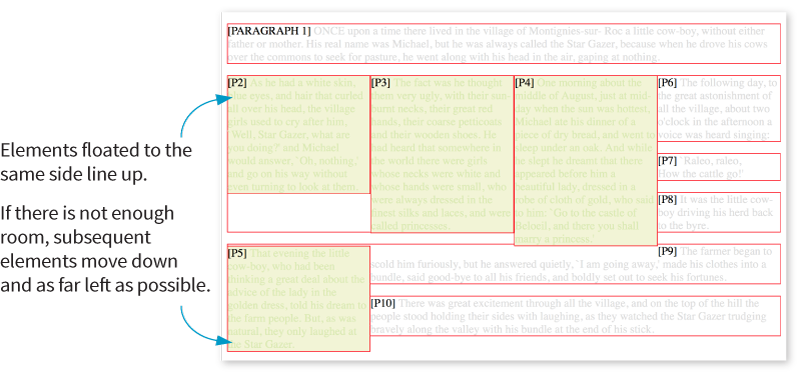 Elements floated to the
same side line up.
If there is not enough
room, subsequent
elements move down
and as far left as possible.
[PARAGRAPH 1] ONCE upon a time there lived in the village of Montignies-sur- Roc a little cow-boy, without either
father or mother. His real name was Michael, but he was always called the Star Gazer, because when he drove his cows
over the commons to seek for pasture, he went along with his head in the air, gaping at nothing.
[P2] As he had a white skin,
blue eyes, and hair that curled
all over his head, the village
girls used to cry after him,
'Well, Star Gazer, what are
you doing?' and Michael
would answer, 'Oh, nothing,'
and go on his way without
even turning to look at them.
[P3] The fact was he thought
them very ugly, with their sun-
burnt necks, their great red
hands, their coarse petticoats
and their wooden shoes. He
had heard that somewhere in
the world there were girls
whose necks were white and
whose hands were small, who
were always dressed in the
finest silks and laces, and were
called princesses.
[P4] One morning about the
middle of August, just at mid-
day when the sun was hottest,
Michael ate his dinner of a
piece of dry bread, and went to
sleep under an oak. And while
he slept he dreamt that there
appeared before him a
beautiful lady, dressed in a
robe of cloth of gold, who said
to him: 'Go to the castle of
Beloeil, and there you shall
marry a princess.'
[P6] The following day, to
the great astonishment of
all the village, about two
o'clock in the afternoon a
voice was heard singing:
[P7] 'Raleo, raleo,
How the cattle go!'
[P8] It was the little cow-
boy driving his herd back
to the byre.
[P5] That evening the little
cow-boy, who had been
thinking a great deal about the
advice of the lady in the
golden dress, told his dream to
the farm people. But, as was
natural, they only laughed at
the Star Gazer.
[P9] The farmer began to
scold him furiously, but he answered quietly, 'I am going away,' made his clothes into a
bundle, said good-bye to all his friends, and boldly set out to seek his fortunes.
[P10] There was great excitement through all the village, and on the top of the hill the
people stood holding their sides with laughing, as they watched the Star Gazer trudging
bravely along the valley with his bundle at the end of his stick.